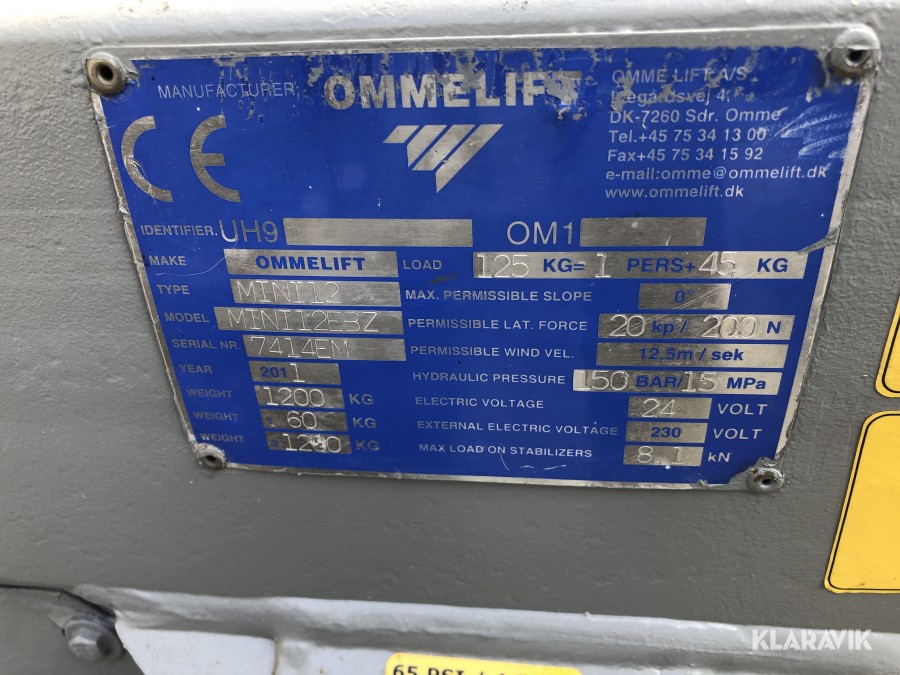 MANUFACTURER:
OMMELIFT
OMME LIFT A/S
4,
DK-7260 Sdr. Omme
Tel.+45 75 34 13 00
Fax+45 75 34 15 92
e-mail:omme@ommelift.dk
www.ommelift.dk
CE
IDENTIFIER. UH9 OM1
MAKE OMMELIFT
TYPE MINI12
MODEL MINI12EBZ
SERIAL NR. 7414EM
YEAR 2011
WEIGHT 1200 KG
WEIGHT 60 KG
WEIGHT KG
LOAD 125 KG= 1 PERS+ 45 KG
MAX. PERMISSIBLE SLOPE 0°
PERMISSIBLE LAT. FORCE 20 kp/ 200 N
PERMISSIBLE WIND VEL. 12,5m/sek
HYDRAULIC PRESSURE 150 BAR/15 MPa
ELECTRIC VOLTAGE 24 VOLT
EXTERNAL ELECTRIC VOLTAGE 230 VOLT
MAX LOAD ON STABILIZERS 8.1 kN
65 PSI /
KLARAVIK